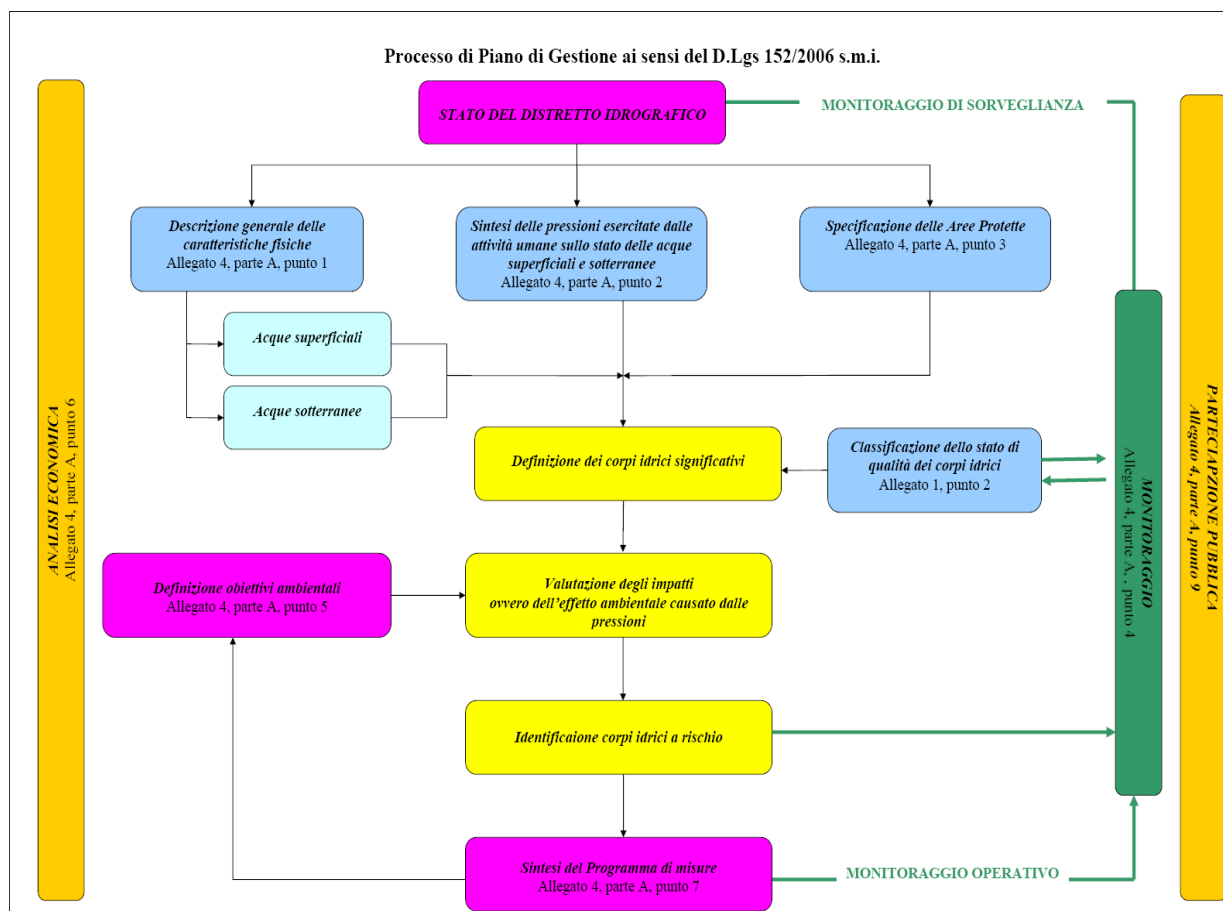 Processo di Piano di Gestione ai sensi del D.Lgs 152/2006 s.m.i.
STATO DEL DISTRETTO IDROGRAFICO
MONITORAGGIO DI SORVEGLIANZA
Descrizione generale delle
caratteristiche fisiche
Allegato 4, parte A, punto 1
Sintesi delle pressioni esercitate dalle
attività umane sullo stato delle acque
superficiali e sotterranee
Allegato 4, parte A, punto 2
Specificazione delle Aree Protette
Allegato 4, parte A, punto 3
Acque superficiali
Acque sotterranee
Definizione dei corpi idrici significativi
Classificazione dello stato di
qualità dei corpi idrici
Allegato 1, punto 2
Definizione obiettivi ambientali
Allegato 4, parte A, punto 5
Valutazione degli impatti
ovvero dell'effetto ambientale causato dalle
pressioni
Identificaione corpi idrici a rischio
Sintesi del Programma di misure
Allegato 4, parte A, punto 7
MONITORAGGIO OPERATIVO
ANALISI ECONOMICA
Allegato 4, parte A, punto 6
MONITORAGGIO
Allegato 4, parte A, , punto 4
PARTECIAPZIONE PUBBLICA
Allegato 4, parte A, punto 9